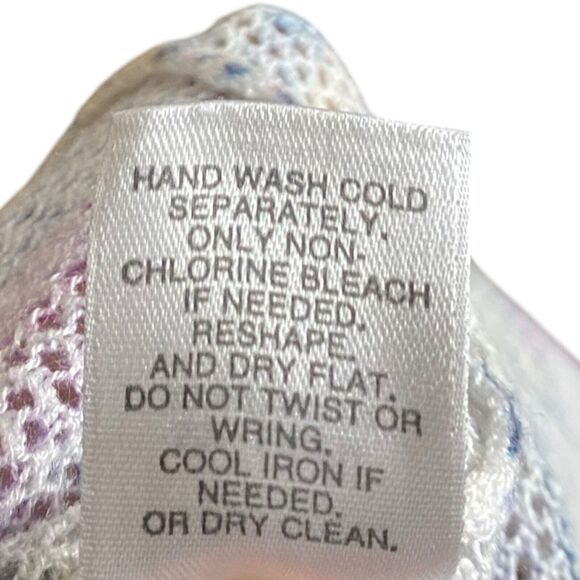 HAND WASH COLD
SEPARATELY.
ONLY NON-
CHLORINE BLEACH
IF NEEDED.
RESHAPE
AND DRY FLAT.
DO NOT TWIST OR
WRING.
COOL IRON IF
NEEDED.
OR DRY CLEAN.